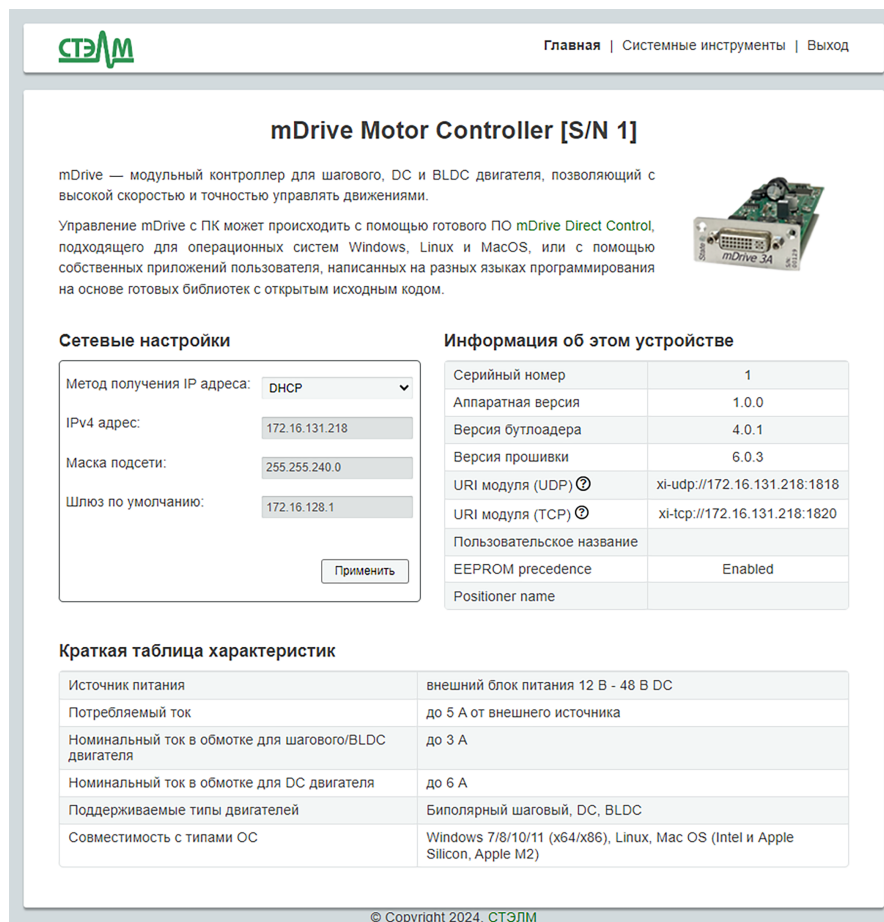 СТЭЛМ
Главная | Системные инструменты | Выход
mDrive Motor Controller [S/N 1]
mDrive — модульный контроллер для шагового, DC и BLDC двигателя, позволяющий с
высокой скоростью и точностью управлять движениями.
Управление mDrive с ПК может происходить с помощью готового ПО mDrive Direct Control,
подходящего для операционных систем Windows, Linux и MacOS, или с помощью
собственных приложений пользователя, написанных на разных языках программирования
на основе готовых библиотек с открытым исходным кодом.
State
mDrive 3A
S/N
Сетевые настройки
Метод получения IP адреса: DHCP
IPv4 адрес: 172.16.131.218
Маска подсети: 255.255.240.0
Шлюз по умолчанию: 172.16.128.1
Применить
Информация об этом устройстве
Серийный номер 1
Аппаратная версия 1.0.0
Версия бутлоадера 4.0.1
Версия прошивки 6.0.3
URI модуля (UDP) ? xi-udp://172.16.131.218:1818
URI модуля (TCP) ? xi-tcp://172.16.131.218:1820
Пользовательское название
EEPROM precedence Enabled
Positioner name
Краткая таблица характеристик
Источник питания внешний блок питания 12 В - 48 В DC
Потребляемый ток до 5 А от внешнего источника
Номинальный ток в обмотке для шагового/BLDC до 3 А
двигателя
Номинальный ток в обмотке для DC двигателя до 6 А
Поддерживаемые типы двигателей Биполярный шаговый, DC, BLDC
Совместимость с типами ОС Windows 7/8/10/11 (x64/x86), Linux, Mac OS (Intel и Apple
Silicon, Apple M2)
© Copyright 2024, СТЭЛМ